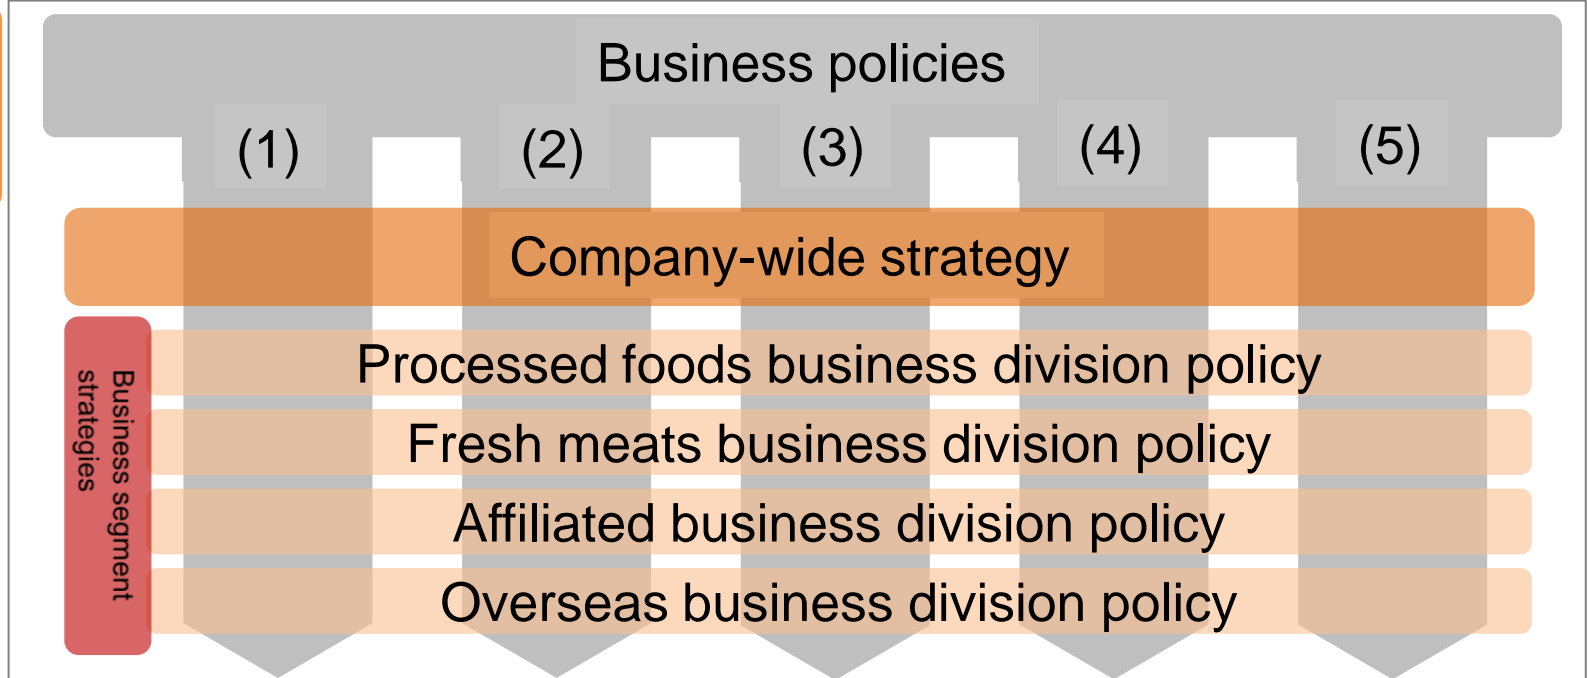 Business policies
(1) (2) (3) (4) (5)
Company-wide strategy
Business segment
strategies
Processed foods business division policy
Fresh meats business division policy
Affiliated business division policy
Overseas business division policy